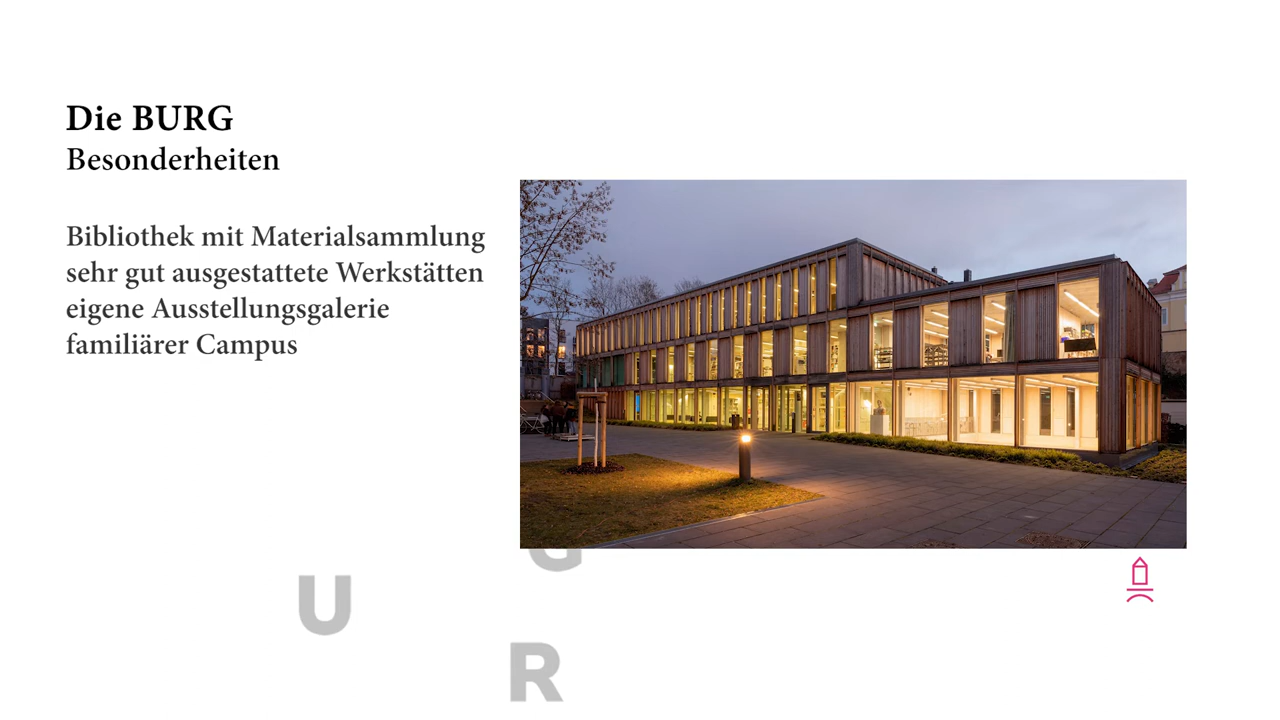 Die BURG
Besonderheiten
Bibliothek mit Materialsammlung
sehr gut ausgestattete Werkstätten
eigene Ausstellungsgalerie
familiärer Campus
G
U
R